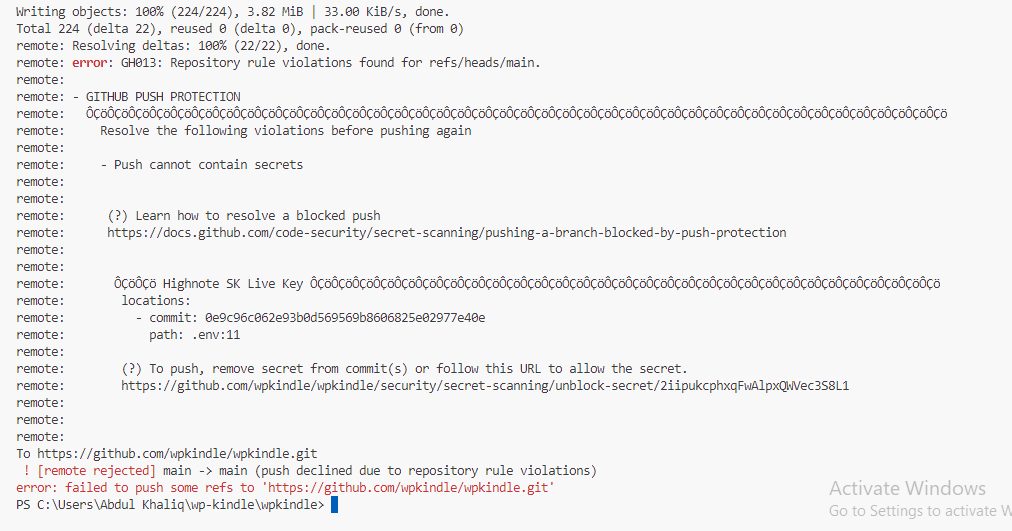 Writing objects: 100% (224/224), 3.82 MiB | 33.00 KiB/s, done.
Total 224 (delta 22), reused 0 (delta 0), pack-reused 0 (from 0)
remote: Resolving deltas: 100% (22/22), done.
remote: error: GH013: Repository rule violations found for refs/heads/main.
remote:
remote: - GITHUB PUSH PROTECTION
remote:   ÔÇöÔÇöÔÇöÔÇöÔÇöÔÇöÔÇöÔÇöÔÇöÔÇöÔÇöÔÇöÔÇöÔÇöÔÇöÔÇöÔÇöÔÇöÔÇöÔÇöÔÇöÔÇöÔÇöÔÇöÔÇöÔÇöÔÇöÔÇöÔÇöÔÇöÔÇöÔÇöÔÇöÔÇöÔÇöÔÇöÔÇöÔÇöÔÇöÔÇöÔÇö
remote:     Resolve the following violations before pushing again
remote:
remote:     - Push cannot contain secrets
remote:
remote:
remote:      (?) Learn how to resolve a blocked push
remote:      https://docs.github.com/code-security/secret-scanning/pushing-a-branch-blocked-by-push-protection
remote:
remote:
remote:       ÔÇöÔÇö Highnote SK Live Key ÔÇöÔÇöÔÇöÔÇöÔÇöÔÇöÔÇöÔÇöÔÇöÔÇöÔÇöÔÇöÔÇöÔÇöÔÇöÔÇöÔÇöÔÇöÔÇöÔÇöÔÇöÔÇöÔÇöÔÇöÔÇöÔÇöÔÇöÔÇöÔÇöÔÇö
remote:        locations:
remote:          - commit: 0e9c96c062e93b0d569569b8606825e02977e40e
remote:            path: .env:11
remote:
remote:        (?) To push, remove secret from commit(s) or follow this URL to allow the secret.
remote:        https://github.com/wpkindle/wpkindle/security/secret-scanning/unblock-secret/2iipukcphxqFwAlpxQWVec3S8L1
remote:
remote:
remote:
To https://github.com/wpkindle/wpkindle.git
 ! [remote rejected] main -> main (push declined due to repository rule violations)
error: failed to push some refs to 'https://github.com/wpkindle/wpkindle.git'
PS C:\Users\Abdul Khaliq\wp-kindle\wpkindle>
Activate Windows
Go to Settings to activate W